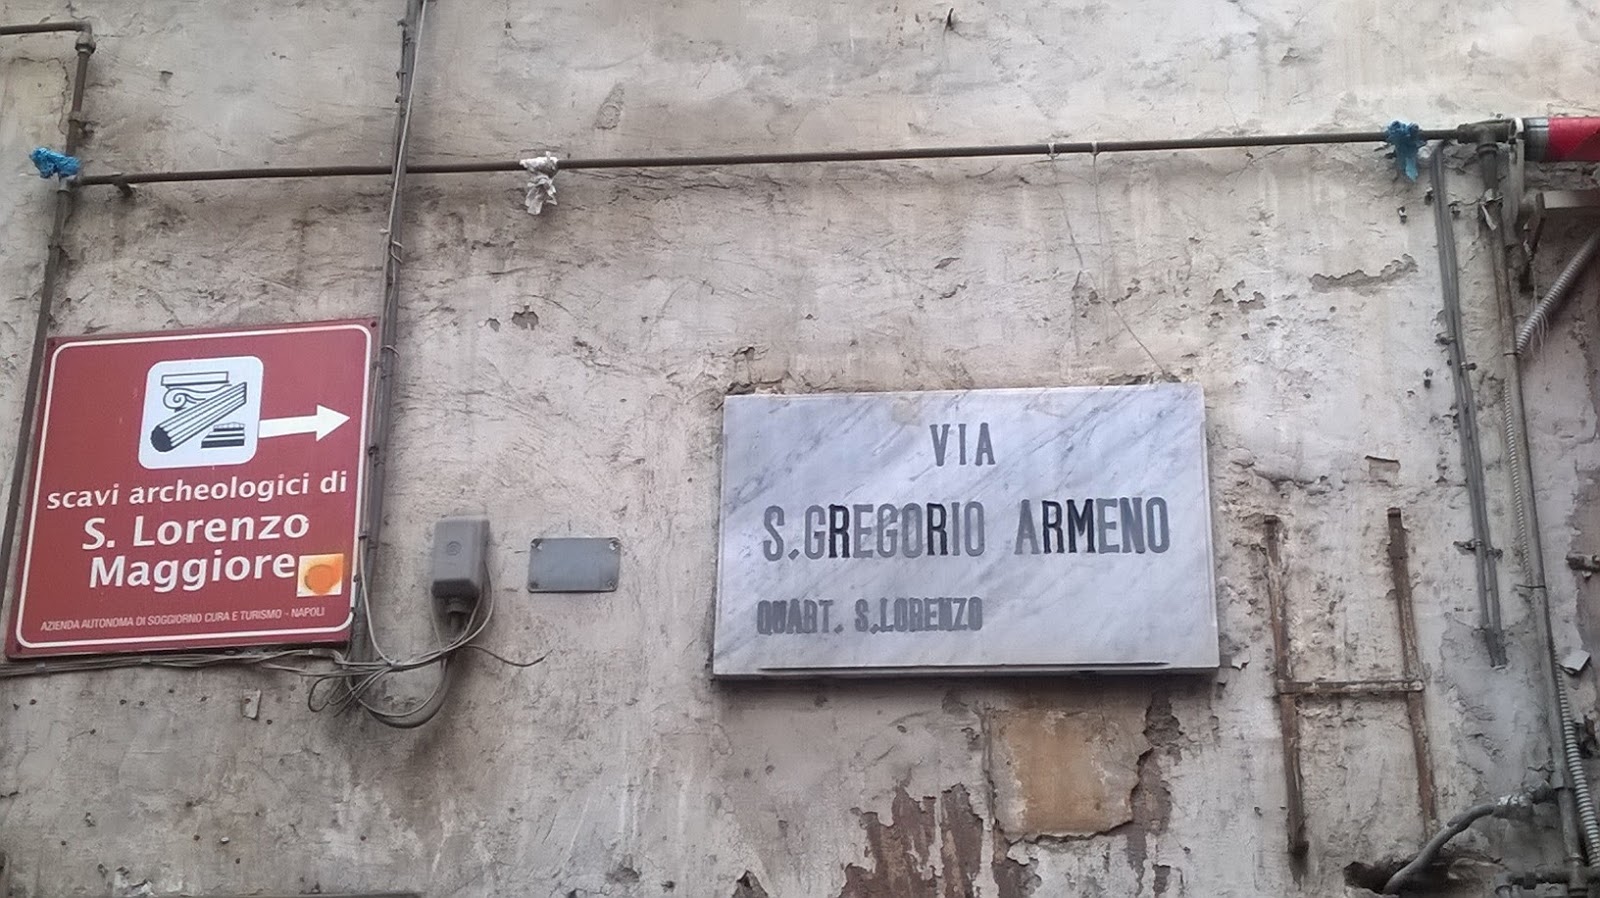 scavi archeologici di
S. Lorenzo
Maggiore
AZIENDA AUTONOMA DI SOGGIORNO CURA E TURISMO - NAPOLI
VIA
S. GREGORIO ARMENO
QUART. S. LORENZO